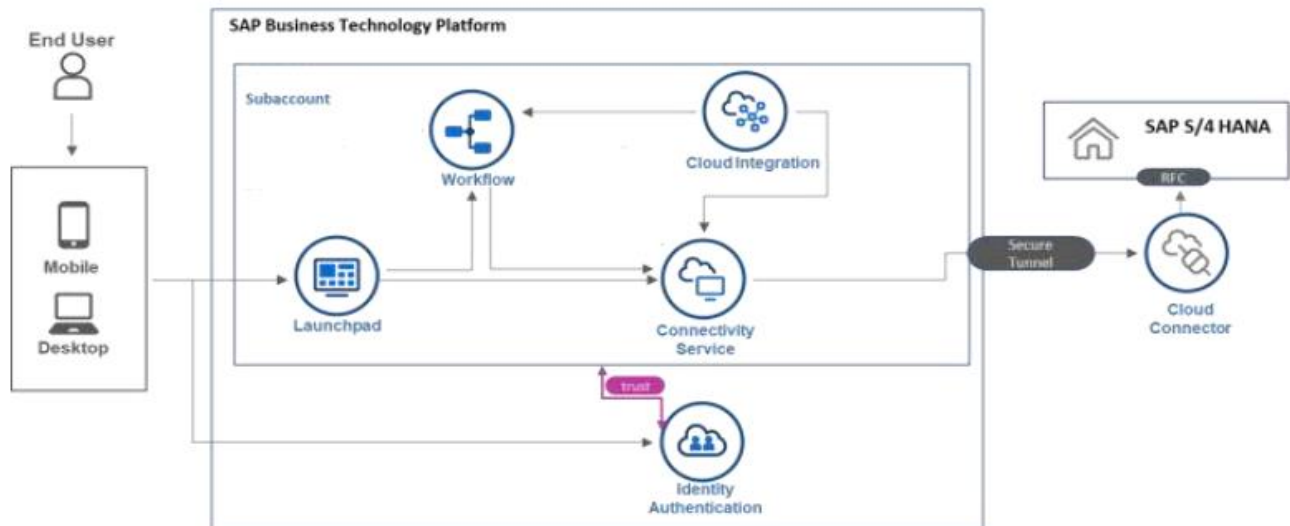 SAP Business Technology Platform
End User
Subaccount
Workflow
Cloud Integration
SAP S/4 HANA
RFC
Mobile
Desktop
Launchpad
Connectivity
Service
Secure
Tunnel
Cloud
Connector
trust
Identity
Authentication